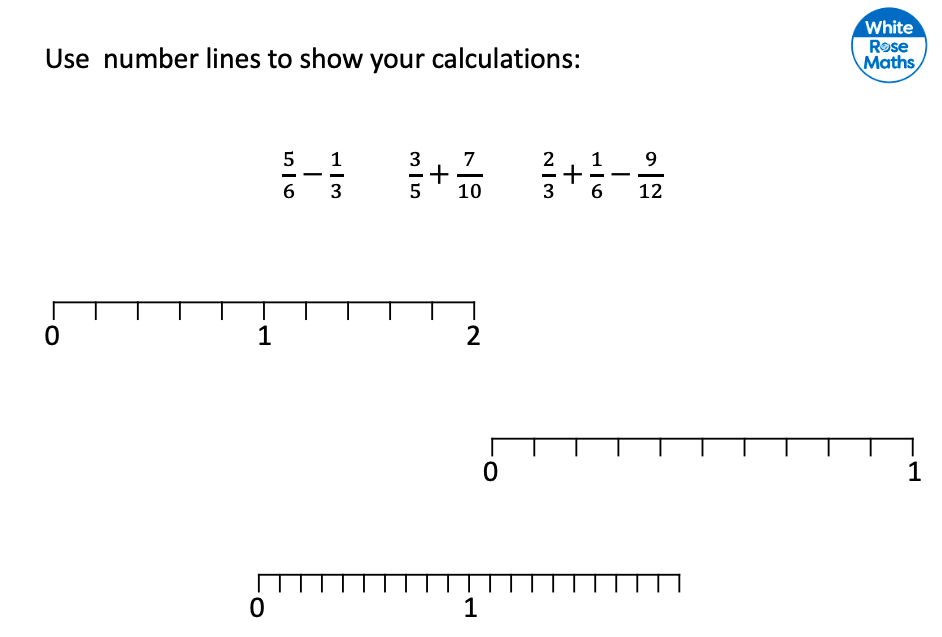 White
Rose
Maths
Use number lines to show your calculations:
5/6 − 1/3 3/5 + 7/10 2/3 + 1/6 − 9/12
0 1 2
0 1
0 1